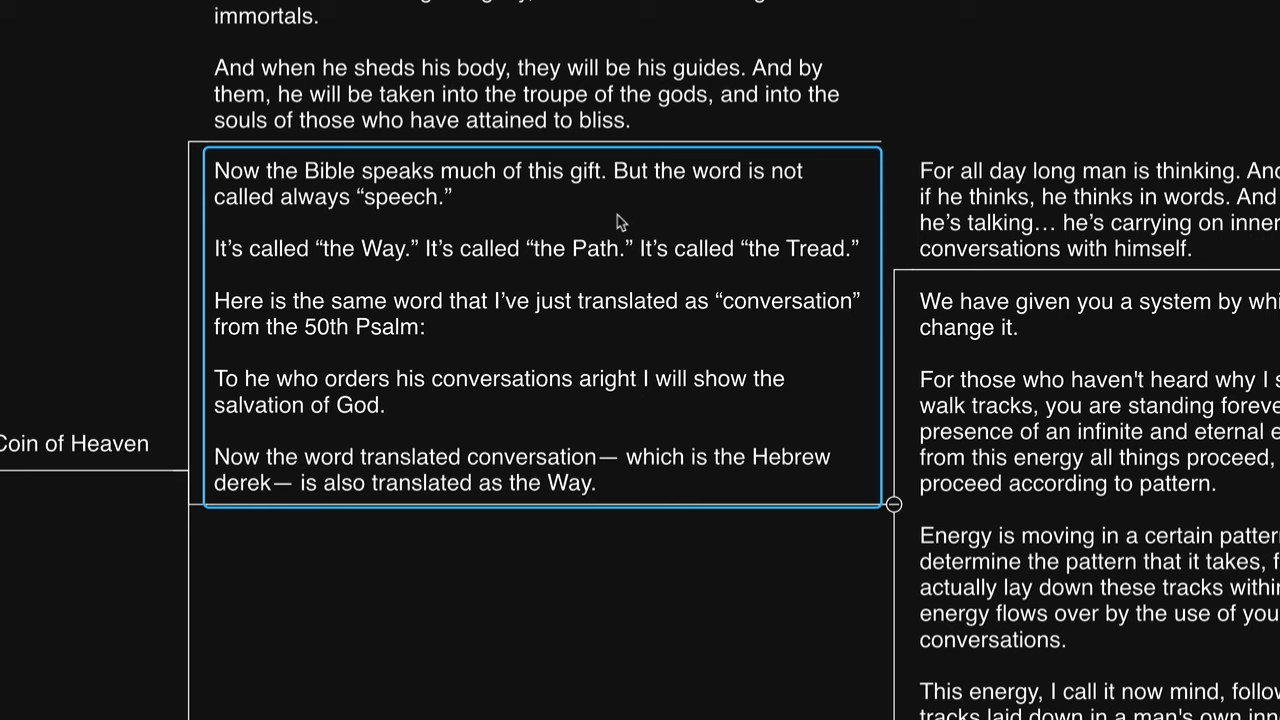 immortals.
And when he sheds his body, they will be his guides. And by
them, he will be taken into the troupe of the gods, and into the
souls of those who have attained to bliss.
Now the Bible speaks much of this gift. But the word is not
called always “speech.”
It’s called “the Way.” It’s called “the Path.” It’s called “the Tread.”
Here is the same word that I’ve just translated as “conversation”
from the 50th Psalm:
To he who orders his conversations aright I will show the
salvation of God.
Now the word translated conversation— which is the Hebrew
derek— is also translated as the Way.
Coin of Heaven
For all day long man is thinking.
if he thinks, he thinks in words. And
he’s talking… he’s carrying on inner
conversations with himself.
We have given you a system by
change it.
For those who haven't heard why I
walk tracks, you are standing
presence of an infinite and eternal
from this energy all things proceed,
proceed according to pattern.
Energy is moving in a certain
determine the pattern that it takes,
actually lay down these tracks
energy flows over by the use of
conversations.
This energy, I call it now mind,
tracks laid down in a man's own